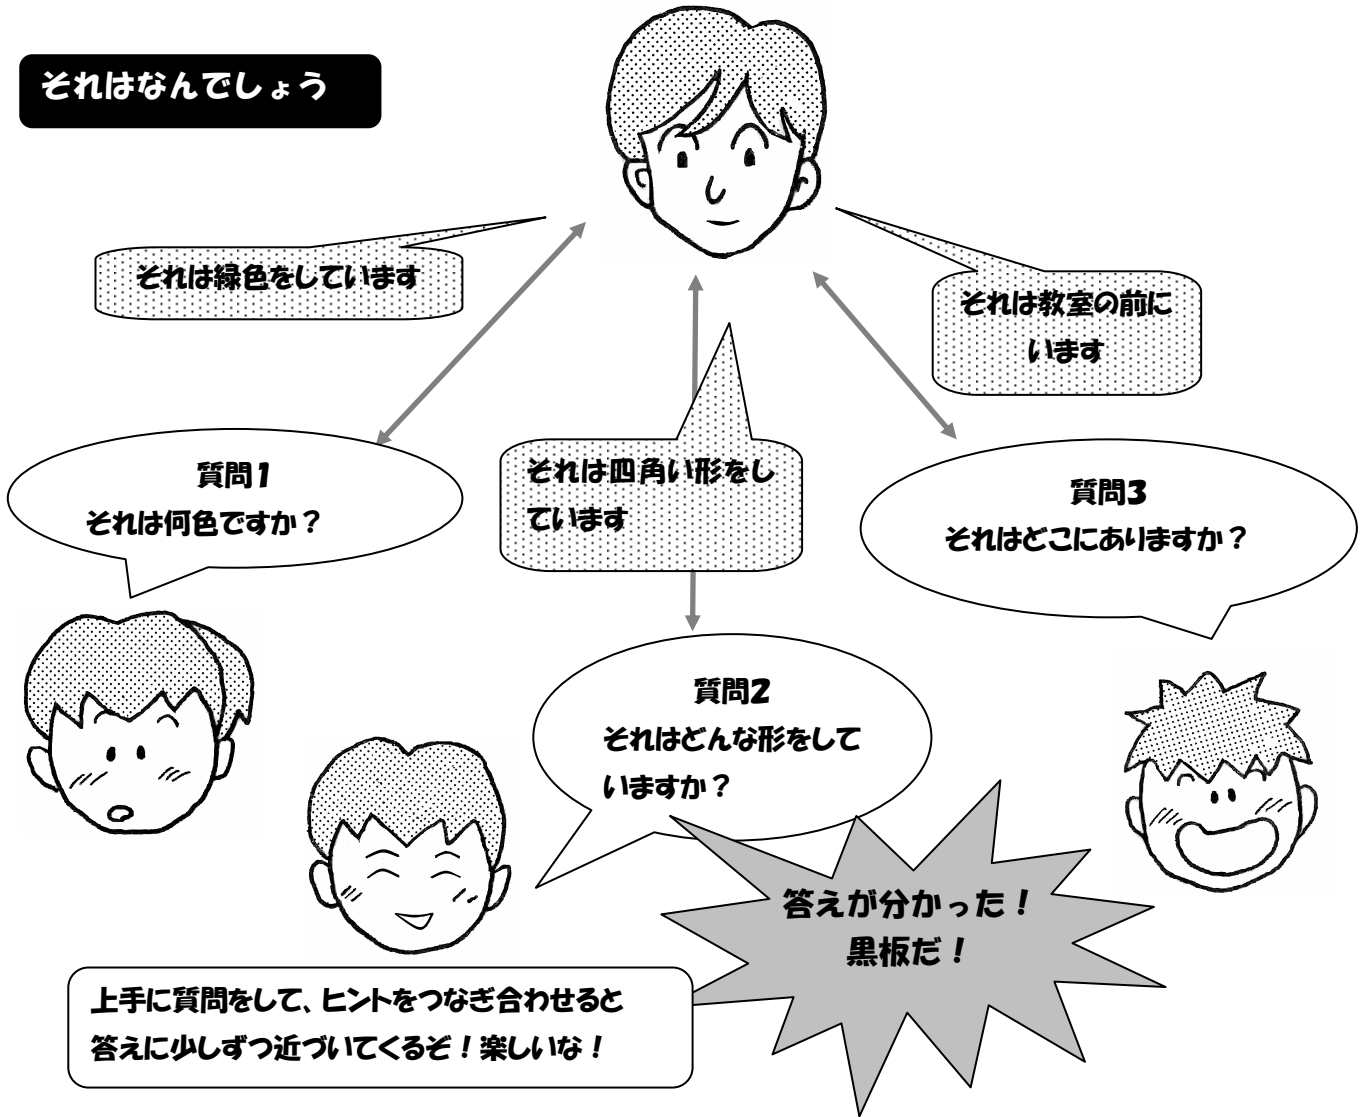 それはなんでしょう
それは緑色をしています
それは教室の前に
います
質問1
それは何色ですか？
それは四角い形をし
ています
質問3
それはどこにありますか？
質問2
それはどんな形をして
いますか？
答えが分かった！
黒板だ！
上手に質問をして、ヒントをつなぎ合わせると
答えに少しずつ近づいてくるぞ！楽しいな！